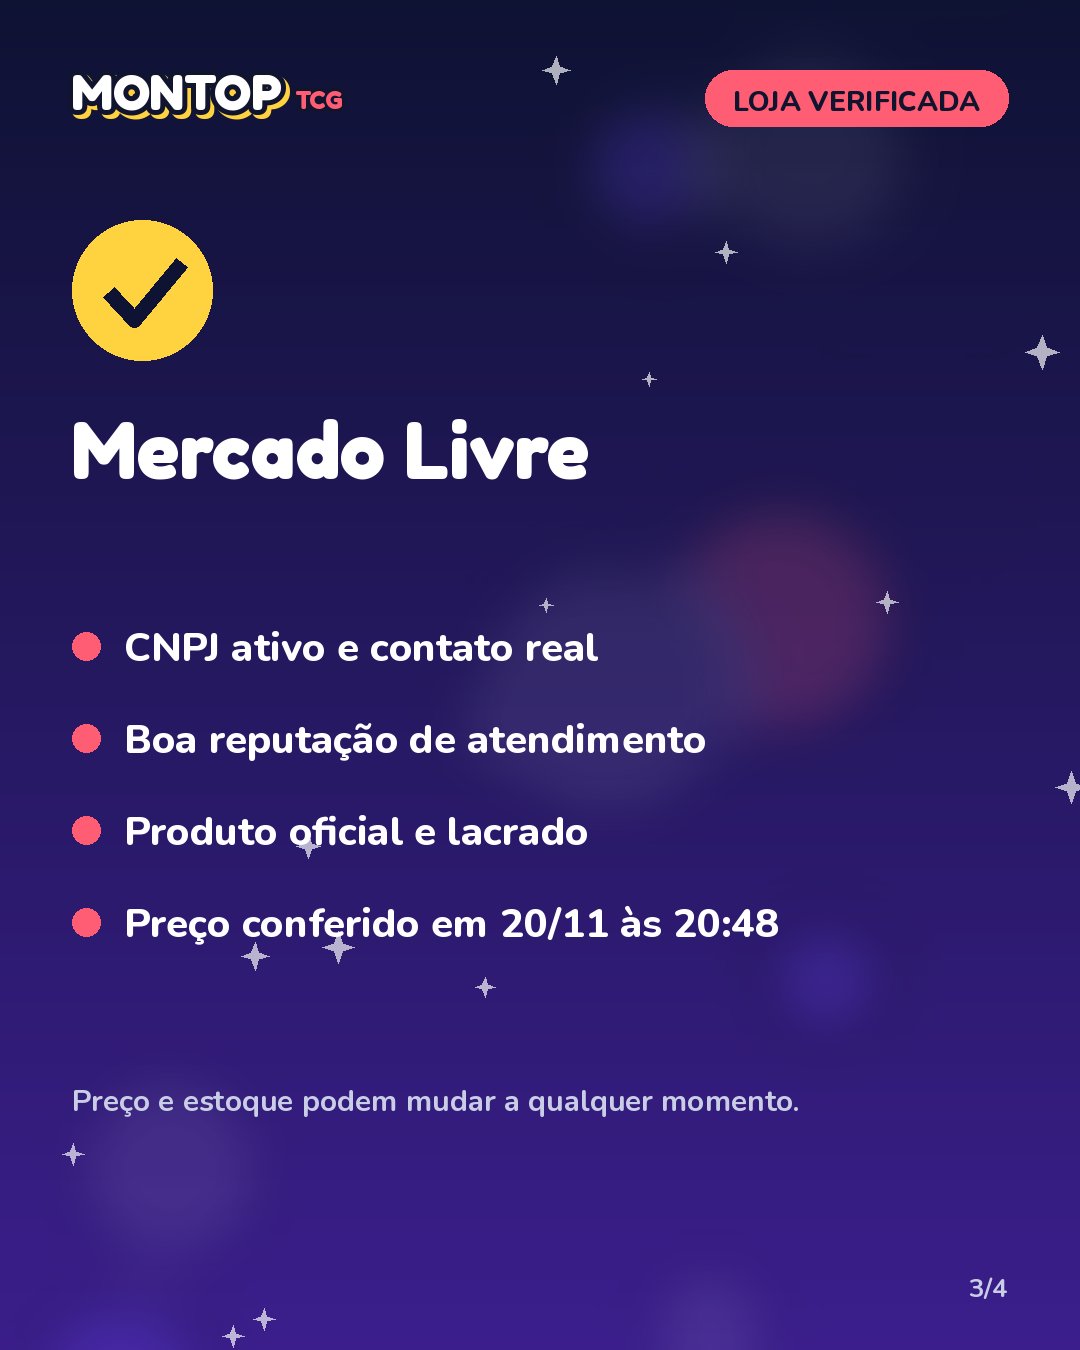 MONTOP TCG
LOJA VERIFICADA
Mercado Livre
CNPJ ativo e contato real
Boa reputação de atendimento
Produto oficial e lacrado
Preço conferido em 20/11 às 20:48
Preço e estoque podem mudar a qualquer momento.
3/4